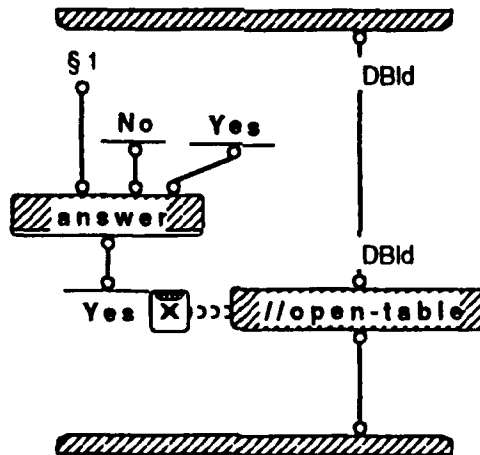 §1
DBId
No Yes
answer
DBId
Yes X //open-table